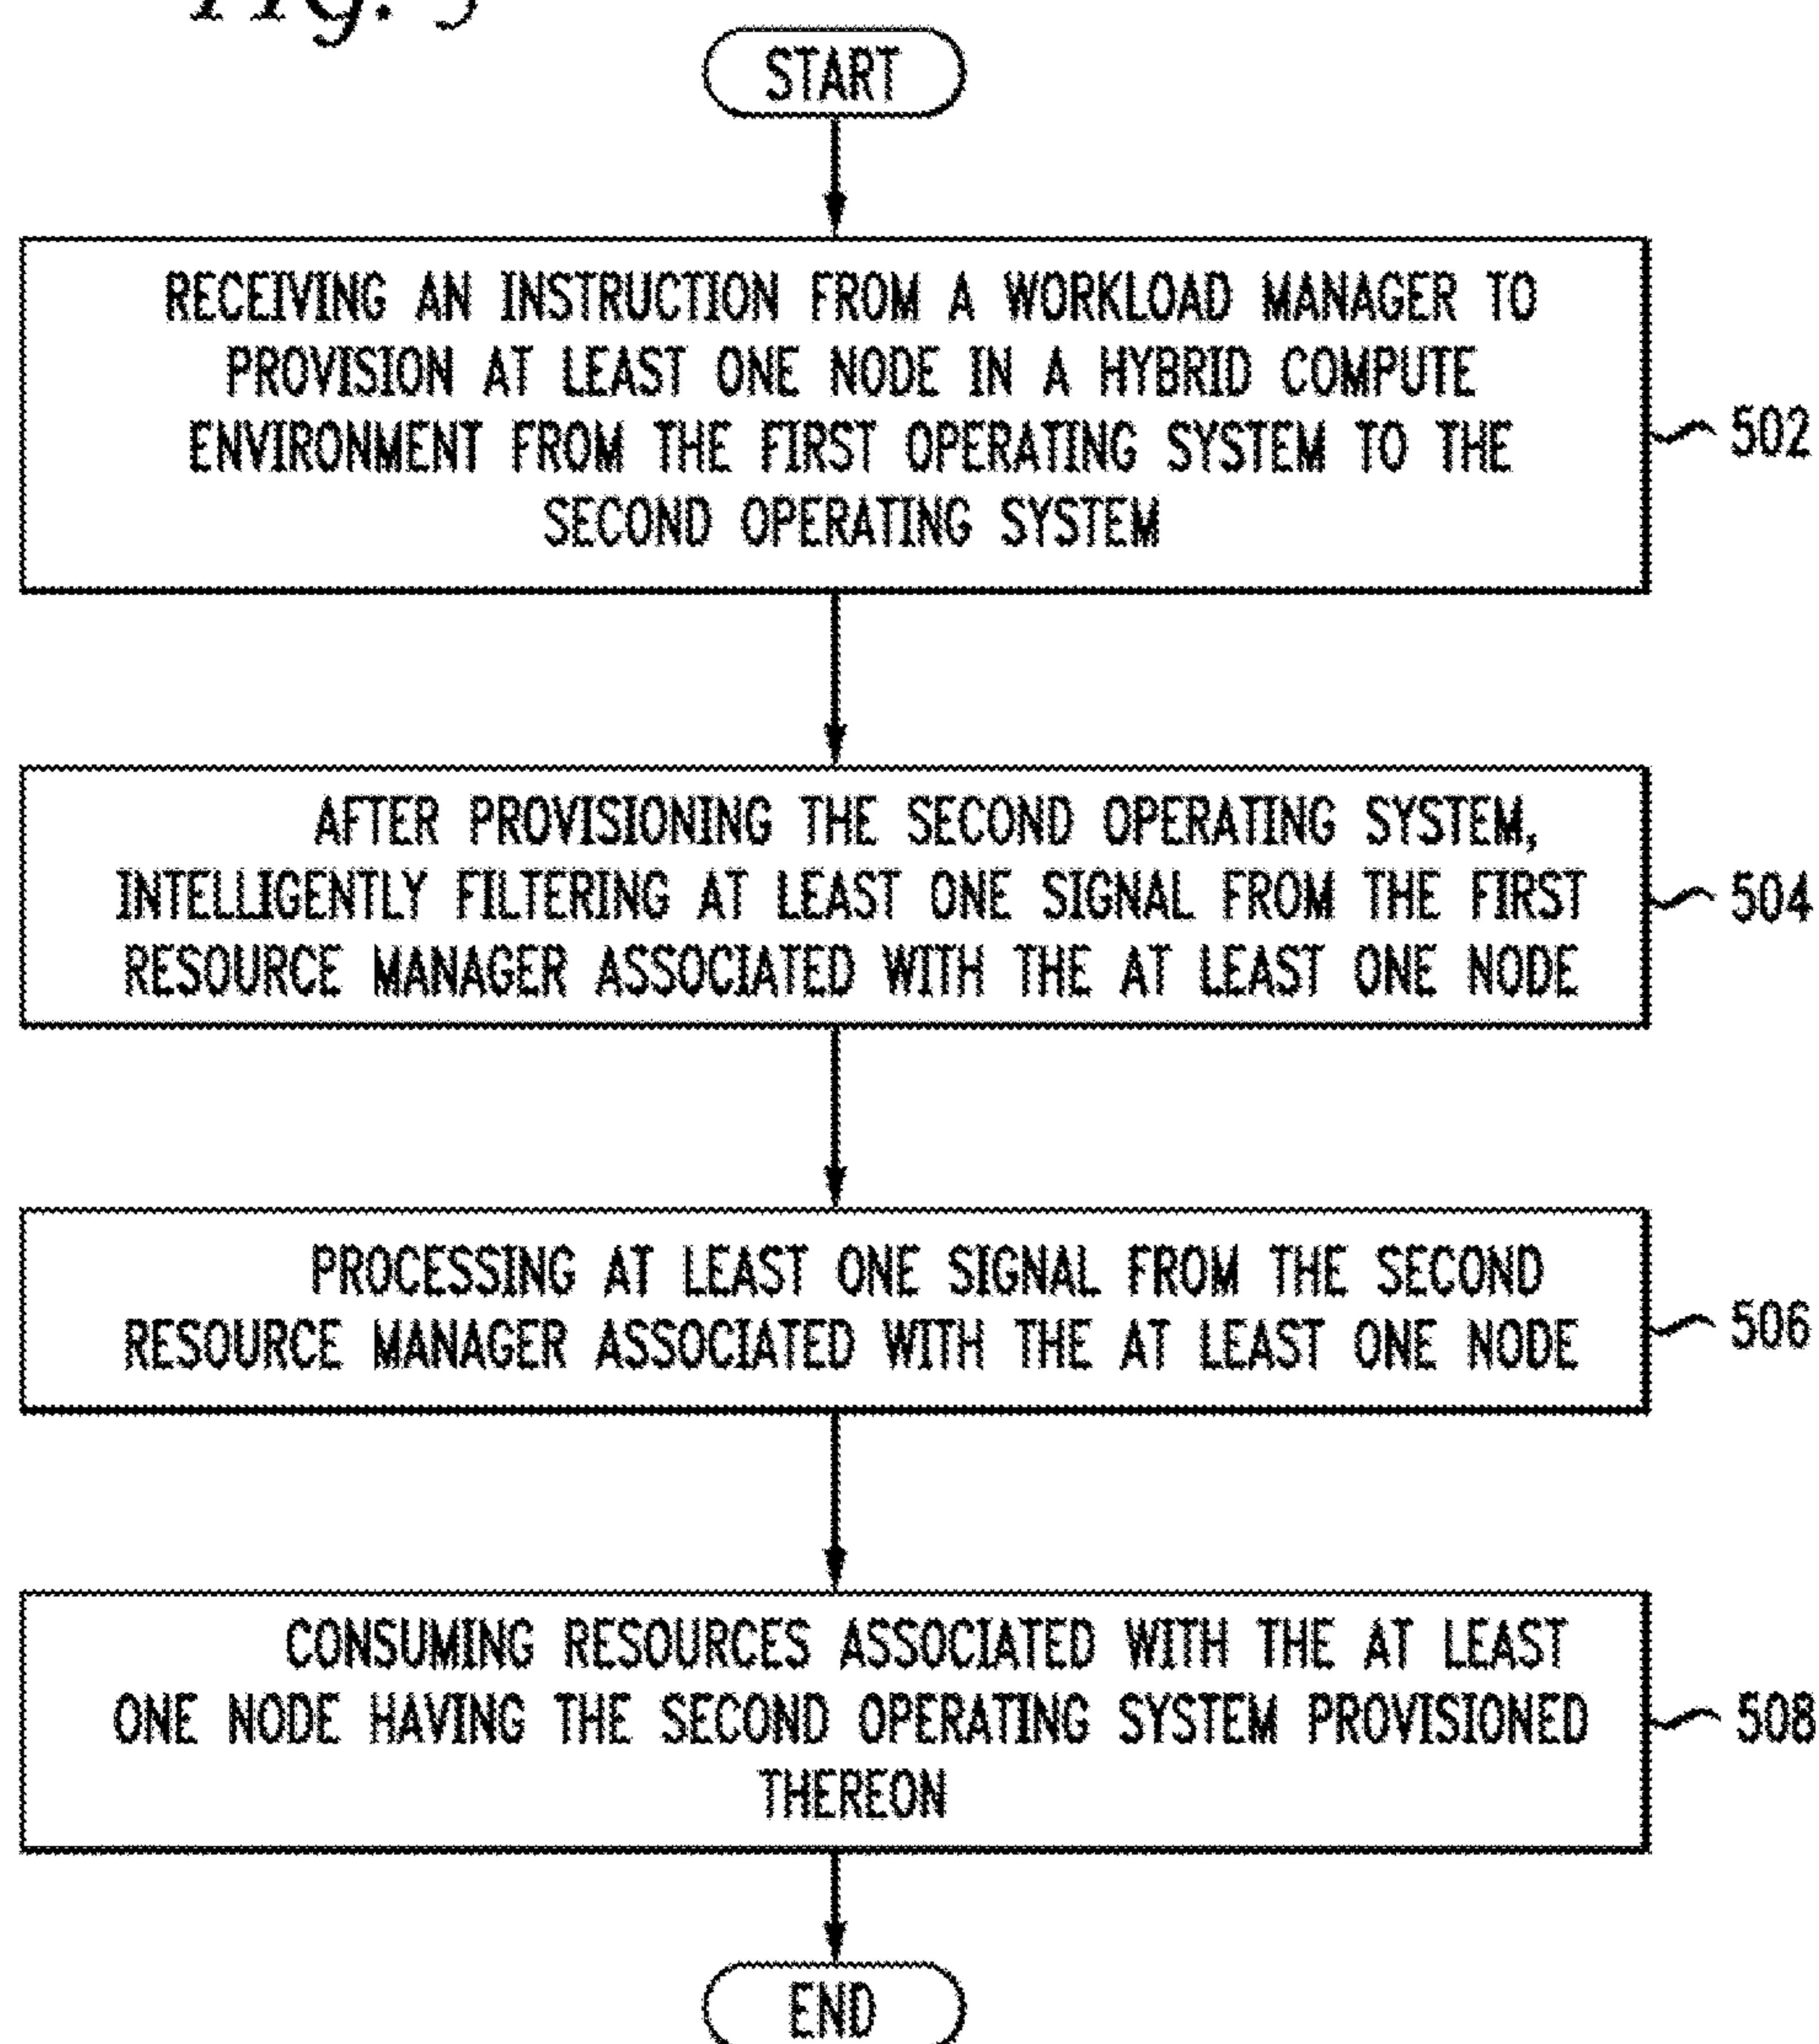 FIG. 5
START
RECEIVING AN INSTRUCTION FROM A WORKLOAD MANAGER TO
PROVISION AT LEAST ONE NODE IN A HYBRID COMPUTE
ENVIRONMENT FROM THE FIRST OPERATING SYSTEM TO THE
SECOND OPERATING SYSTEM
502
AFTER PROVISIONING THE SECOND OPERATING SYSTEM,
INTELLIGENTLY FILTERING AT LEAST ONE SIGNAL FROM THE FIRST
RESOURCE MANAGER ASSOCIATED WITH THE AT LEAST ONE NODE
504
PROCESSING AT LEAST ONE SIGNAL FROM THE SECOND
RESOURCE MANAGER ASSOCIATED WITH THE AT LEAST ONE NODE
506
CONSUMING RESOURCES ASSOCIATED WITH THE AT LEAST
ONE NODE HAVING THE SECOND OPERATING SYSTEM PROVISIONED
THEREON
508
END